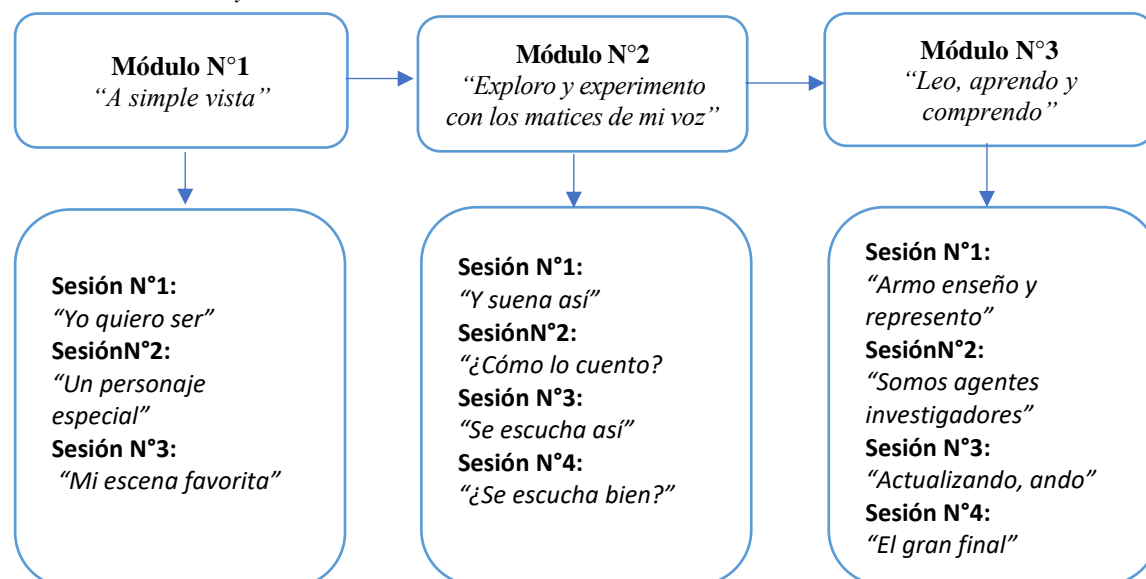 Módulo N°1
“A simple vista”
Módulo N°2
“Exploro y experimento
con los matices de mi voz”
Módulo N°3
“Leo, aprendo y
comprendo”
Sesión N°1:
“Yo quiero ser”
SesiónN°2:
“Un personaje
especial”
Sesión N°3:
“Mi escena favorita”
Sesión N°1:
“Y suena así”
SesiónN°2:
“¿Cómo lo cuento?
Sesión N°3:
“Se escucha así”
Sesión N°4:
“¿Se escucha bien?”
Sesión N°1:
“Armo enseño y
represento”
SesiónN°2:
“Somos agentes
investigadores”
Sesión N°3:
“Actualizando, ando”
Sesión N°4:
“El gran final”